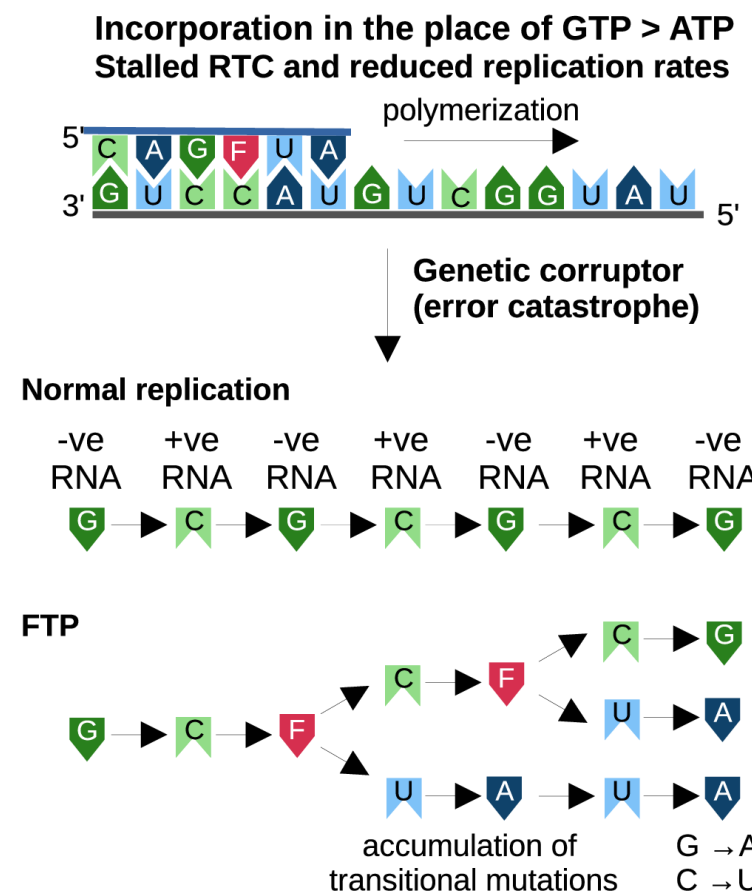 Incorporation in the place of GTP > ATP
Stalled RTC and reduced replication rates
polymerization
5'
C A G F U A
3'
G U C C A U G U C G G U A U
5'
Genetic corruptor
(error catastrophe)
Normal replication
-ve +ve -ve +ve -ve +ve -ve
RNA RNA RNA RNA RNA RNA RNA
G C G C G C G
FTP
C G
C F
U A
G C F
U A U A
accumulation of G → A
transitional mutations C → U